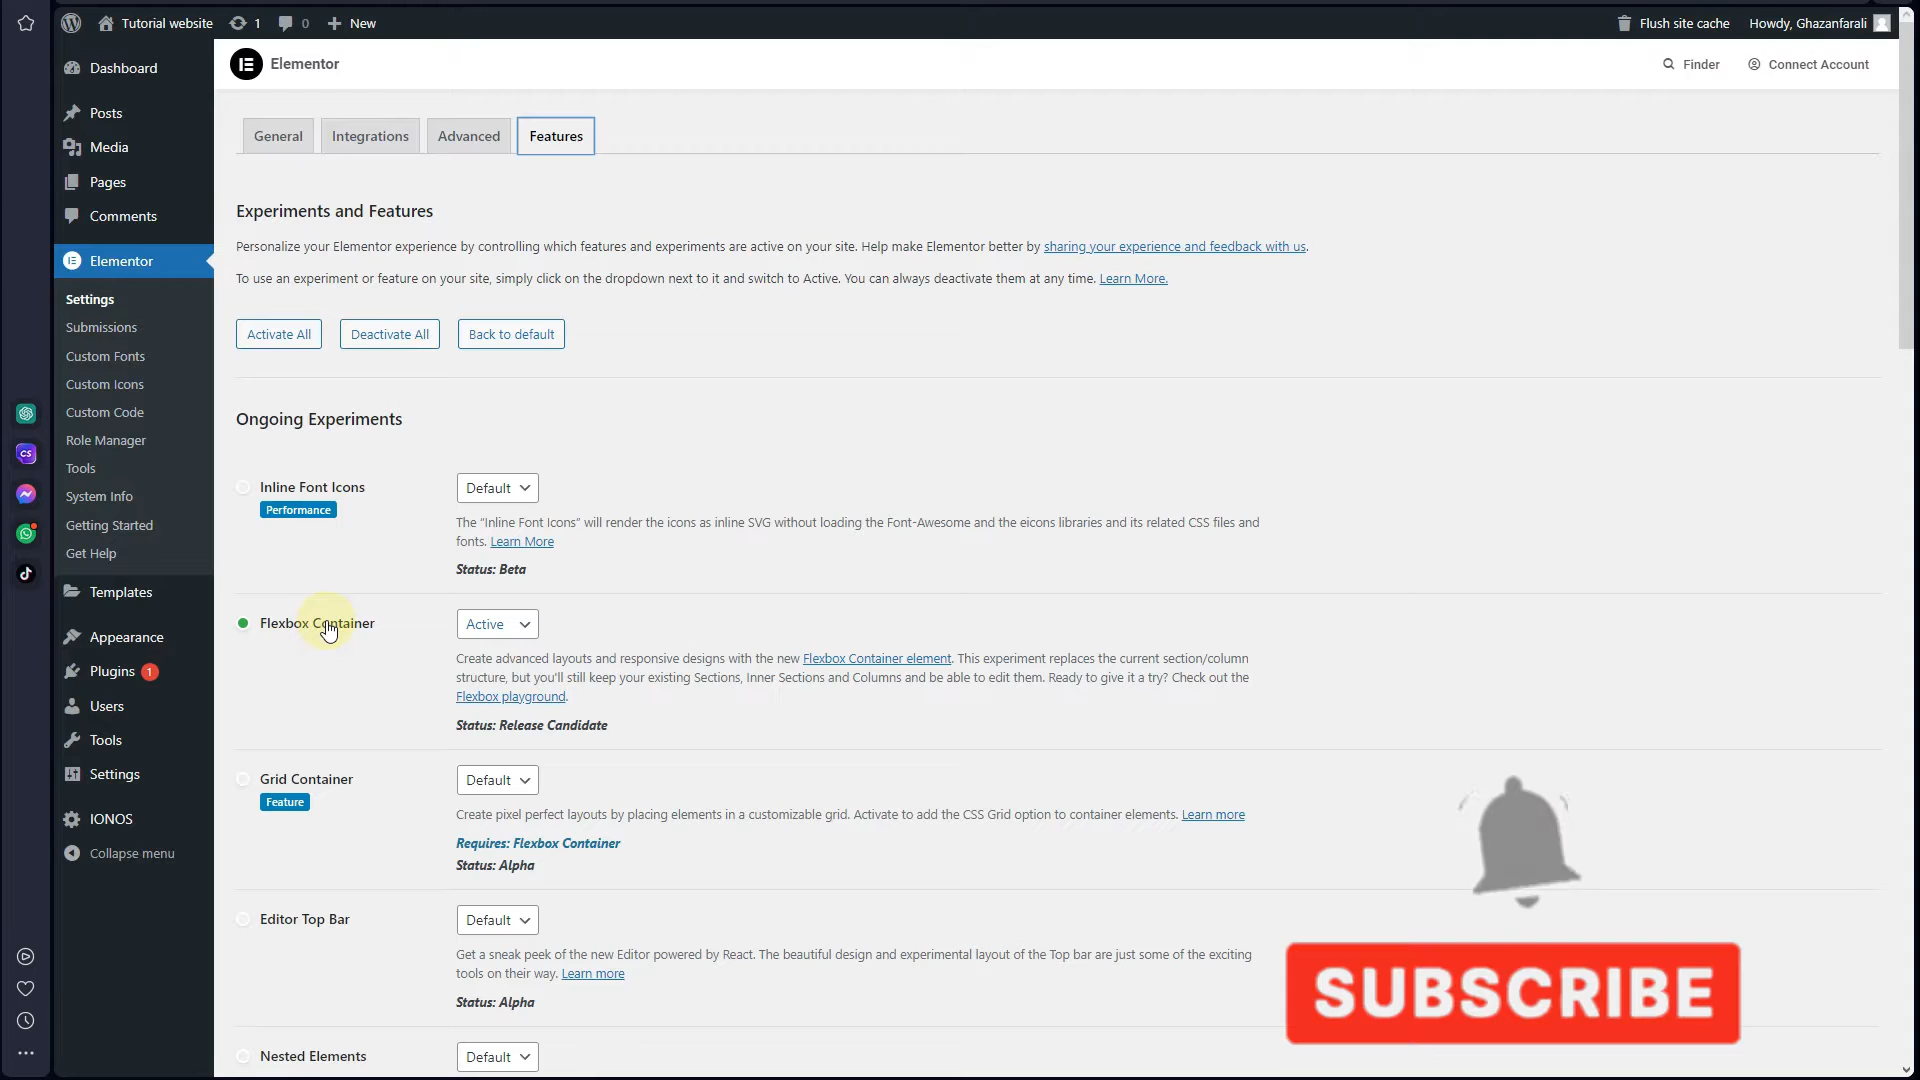 Tutorial website 1 0 New Flush site cache Howdy, Ghazanfarali
Elementor Finder Connect Account
Dashboard
Posts
Media
Pages
Comments
Elementor
Settings
Submissions
Custom Fonts
Custom Icons
Custom Code
Role Manager
Tools
System Info
Getting Started
Get Help
Templates
Appearance
Plugins 1
Users
Tools
Settings
IONOS
Collapse menu
General Integrations Advanced Features
Experiments and Features
Personalize your Elementor experience by controlling which features and experiments are active on your site. Help make Elementor better by sharing your experience and feedback with us.
To use an experiment or feature on your site, simply click on the dropdown next to it and switch to Active. You can always deactivate them at any time. Learn More.
Activate All Deactivate All Back to default
Ongoing Experiments
Inline Font Icons Default
Performance
The “Inline Font Icons” will render the icons as inline SVG without loading the Font-Awesome and the eicons libraries and its related CSS files and
fonts. Learn More
Status: Beta
Flexbox Container Active
Create advanced layouts and responsive designs with the new Flexbox Container element. This experiment replaces the current section/column
structure, but you'll still keep your existing Sections, Inner Sections and Columns and be able to edit them. Ready to give it a try? Check out the
Flexbox playground.
Status: Release Candidate
Grid Container Default
Feature
Create pixel perfect layouts by placing elements in a customizable grid. Activate to add the CSS Grid option to container elements. Learn more
Requires: Flexbox Container
Status: Alpha
Editor Top Bar Default
Get a sneak peek of the new Editor powered by React. The beautiful design and experimental layout of the Top bar are just some of the exciting
tools on their way. Learn more
Status: Alpha
Nested Elements Default
SUBSCRIBE
CS